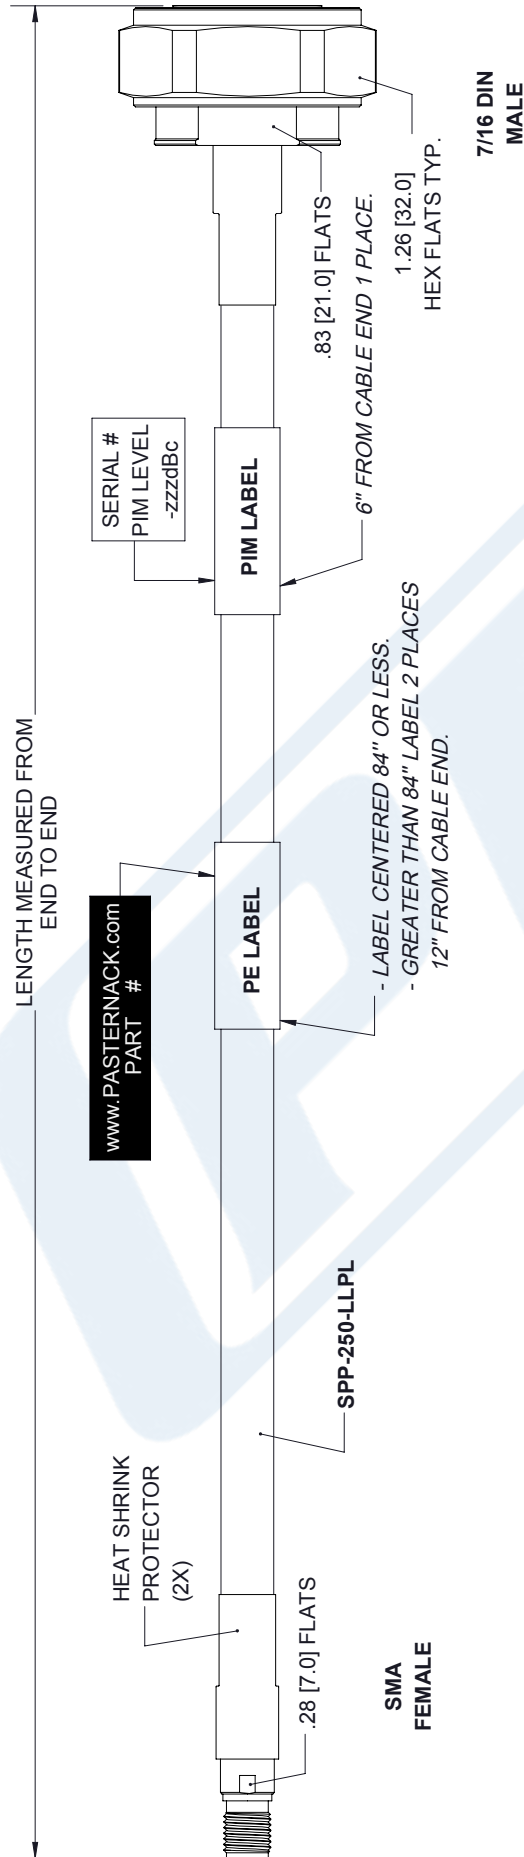 LENGTH MEASURED FROM
END TO END
HEAT SHRINK
PROTECTOR
(2X)
www.PASTERNACK.com
PART #
SERIAL #
PIM LEVEL
-zzzdBc
PE LABEL
PIM LABEL
.28 [7.0] FLATS
SPP-250-LLPL
- LABEL CENTERED 84" OR LESS.
- GREATER THAN 84" LABEL 2 PLACES
12" FROM CABLE END.
6" FROM CABLE END 1 PLACE.
.83 [21.0] FLATS
1.26 [32.0]
HEX FLATS TYP.
SMA
FEMALE
7/16 DIN
MALE